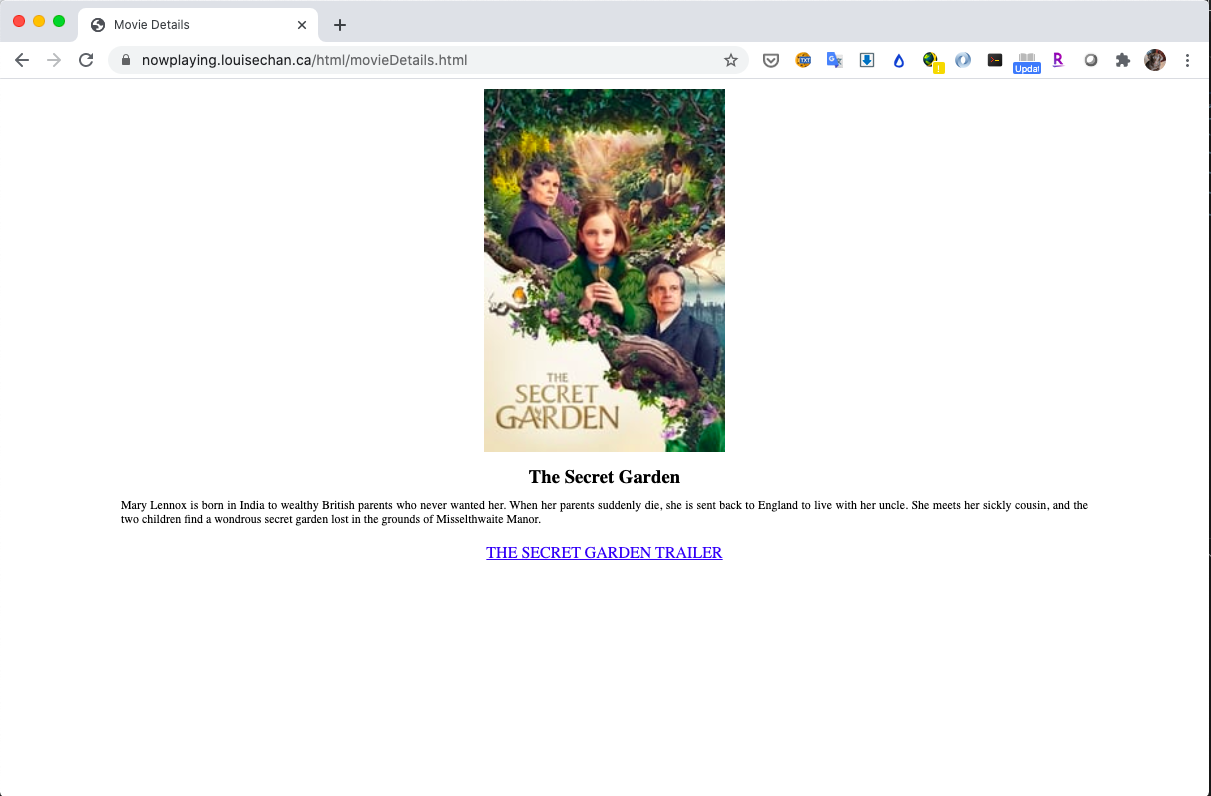 Movie Details
nowplaying.louisechan.ca/html/movieDetails.html
TXT
Updat
R
THE
SECRET
GARDEN
The Secret Garden
Mary Lennox is born in India to wealthy British parents who never wanted her. When her parents suddenly die, she is sent back to England to live with her uncle. She meets her sickly cousin, and the
two children find a wondrous secret garden lost in the grounds of Misselthwaite Manor.
THE SECRET GARDEN TRAILER